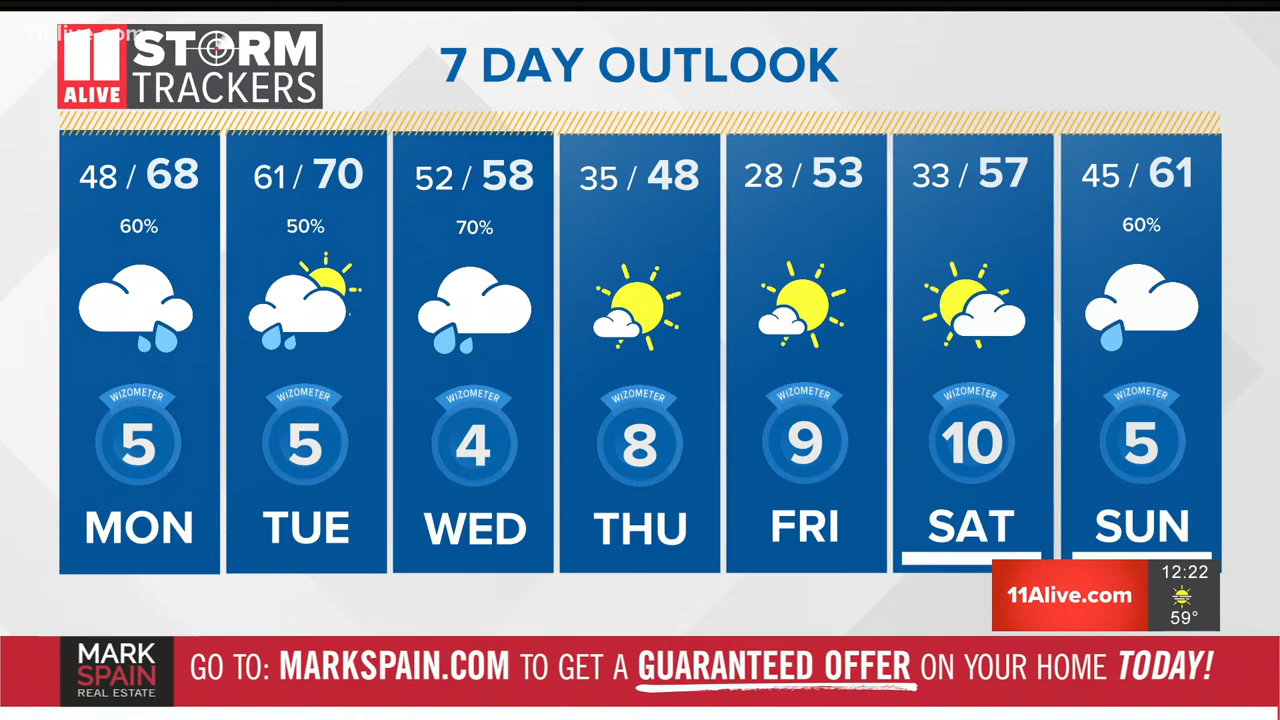 11alive.com
11 ALIVE
STORM TRACKERS
7 DAY OUTLOOK
48 / 68
61 / 70
52 / 58
35 / 48
28 / 53
33 / 57
45 / 61
60%
50%
70%
60%
WIZOMETER
WIZOMETER
WIZOMETER
WIZOMETER
WIZOMETER
WIZOMETER
WIZOMETER
5
5
4
8
9
10
5
MON
TUE
WED
THU
FRI
SAT
SUN
11Alive.com
12:22
59°
MARK
SPAIN
REAL ESTATE
GO TO: MARKSPAIN.COM TO GET A GUARANTEED OFFER ON YOUR HOME TODAY!